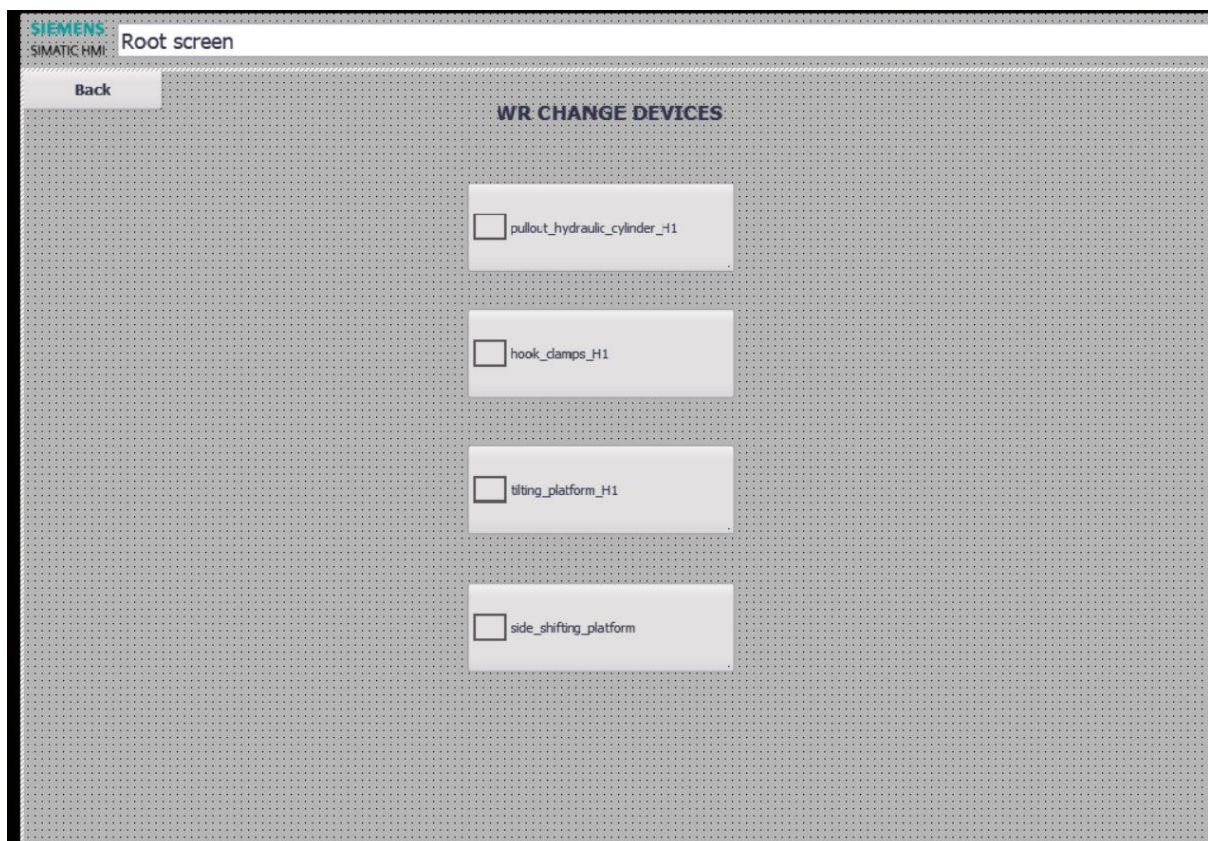 SIEMENS
SIMATIC HMI
Root screen
Back
WR CHANGE DEVICES
pullout_hydraulic_cylinder_H1
hook_clamps_H1
tilting_platform_H1
side_shifting_platform